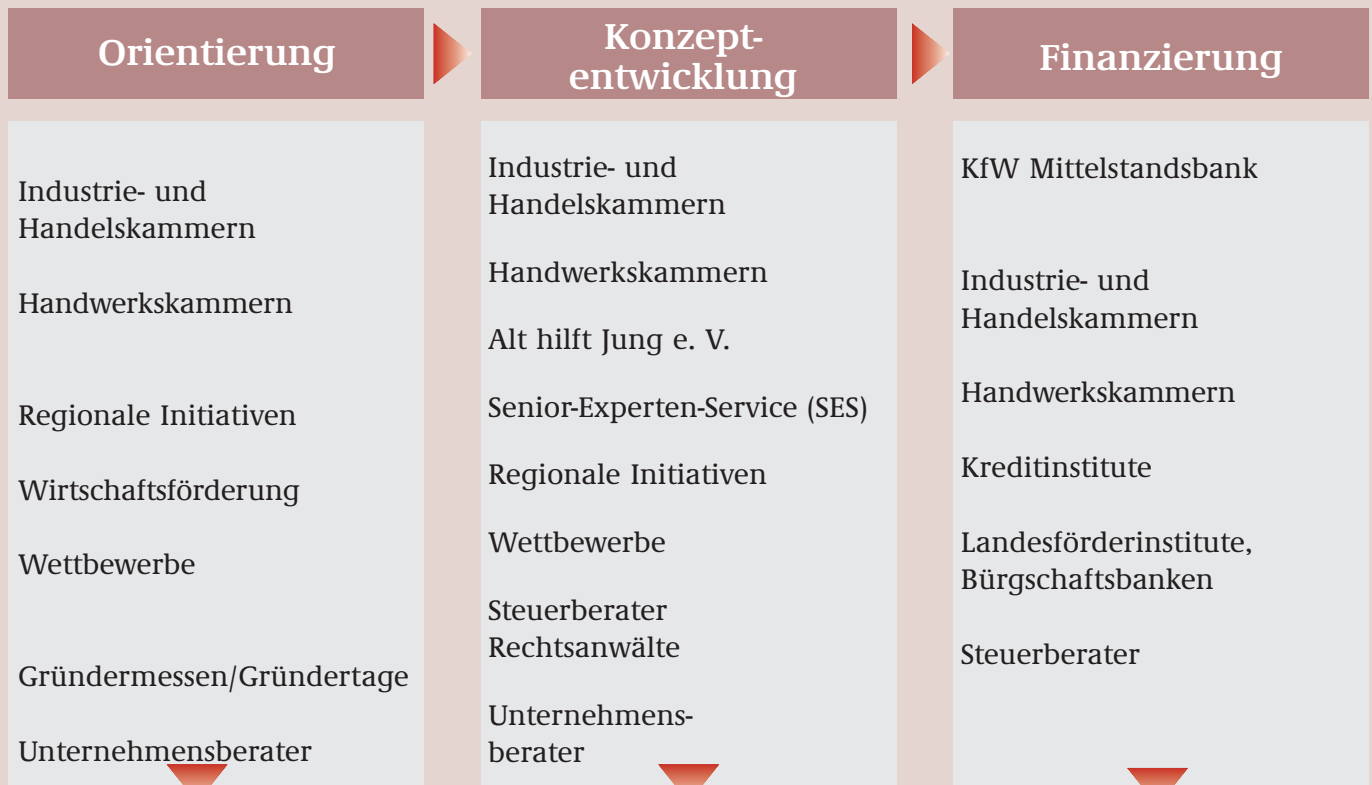 Orientierung
Industrie- und
Handelskammern
Handwerkskammern
Regionale Initiativen
Wirtschaftsförderung
Wettbewerbe
Gründermessen/Gründertage
Unternehmensberater
Konzept-
entwicklung
Industrie- und
Handelskammern
Handwerkskammern
Alt hilft Jung e. V.
Senior-Experten-Service (SES)
Regionale Initiativen
Wettbewerbe
Steuerberater
Rechtsanwälte
Unternehmens-
berater
Finanzierung
KfW Mittelstandsbank
Industrie- und
Handelskammern
Handwerkskammern
Kreditinstitute
Landesförderinstitute,
Bürgschaftsbanken
Steuerberater